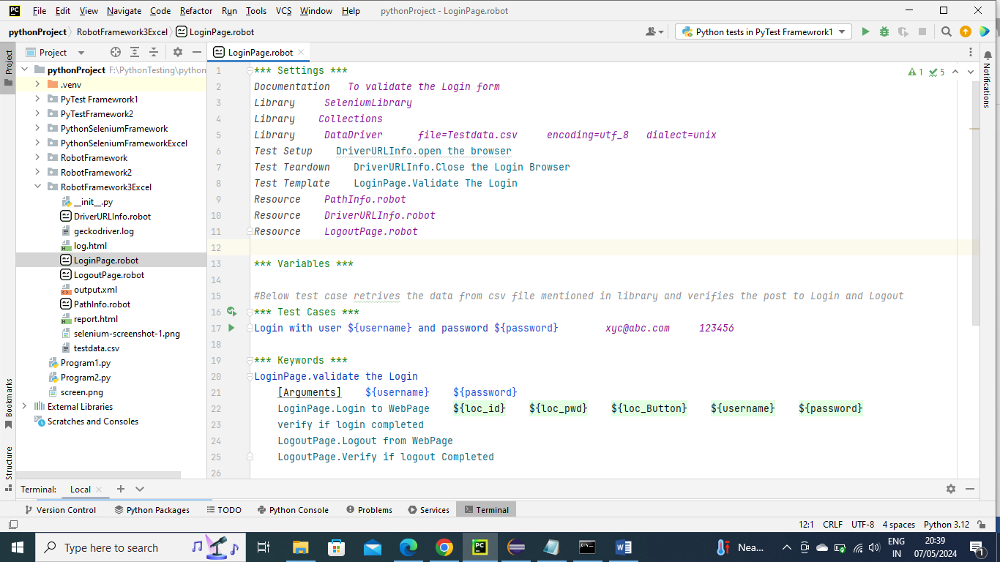 File Edit View Navigate Code Refactor Run Tools VCS Window Help pythonProject - LoginPage.robot
pythonProject RobotFramework3Excel LoginPage.robot Python tests in PyTest Framewrork1
Project
LoginPage.robot
Project
pythonProject F:\PythonTesting\python
.venv
PyTest Framewrork1
PyTestFramework2
PythonSeleniumFramework
PythonSeleniumFrameworkExcel
RobotFramework
RobotFramework2
RobotFramework3Excel
__init__.py
DriverURLInfo.robot
geckodriver.log
log.html
LoginPage.robot
LogoutPage.robot
output.xml
PathInfo.robot
report.html
selenium-screenshot-1.png
testdata.csv
Program1.py
Program2.py
screen.png
External Libraries
Scratches and Consoles
Bookmarks
Structure
1 *** Settings ***
2 Documentation To validate the Login form
3 Library SeleniumLibrary
4 Library Collections
5 Library DataDriver file=Testdata.csv encoding=utf_8 dialect=unix
6 Test Setup DriverURLInfo.open the browser
7 Test Teardown DriverURLInfo.Close the Login Browser
8 Test Template LoginPage.Validate The Login
9 Resource PathInfo.robot
10 Resource DriverURLInfo.robot
11 Resource LogoutPage.robot
12
13 *** Variables ***
14
15 #Below test case retrives the data from csv file mentioned in library and verifies the post to Login and Logout
16 *** Test Cases ***
17 Login with user ${username} and password ${password} xyc@abc.com 123456
18
19 *** Keywords ***
20 LoginPage.validate the Login
21 [Arguments] ${username} ${password}
22 LoginPage.Login to WebPage ${loc_id} ${loc_pwd} ${loc_Button} ${username} ${password}
23 verify if login completed
24 LogoutPage.Logout from WebPage
25 LogoutPage.Verify if logout Completed
26
1 5
Notifications
Terminal: Local
Version Control Python Packages TODO Python Console Problems Services Terminal
12:1 CRLF UTF-8 4 spaces Python 3.12
Type here to search
Nea...
ENG
IN
20:39
07/05/2024
1